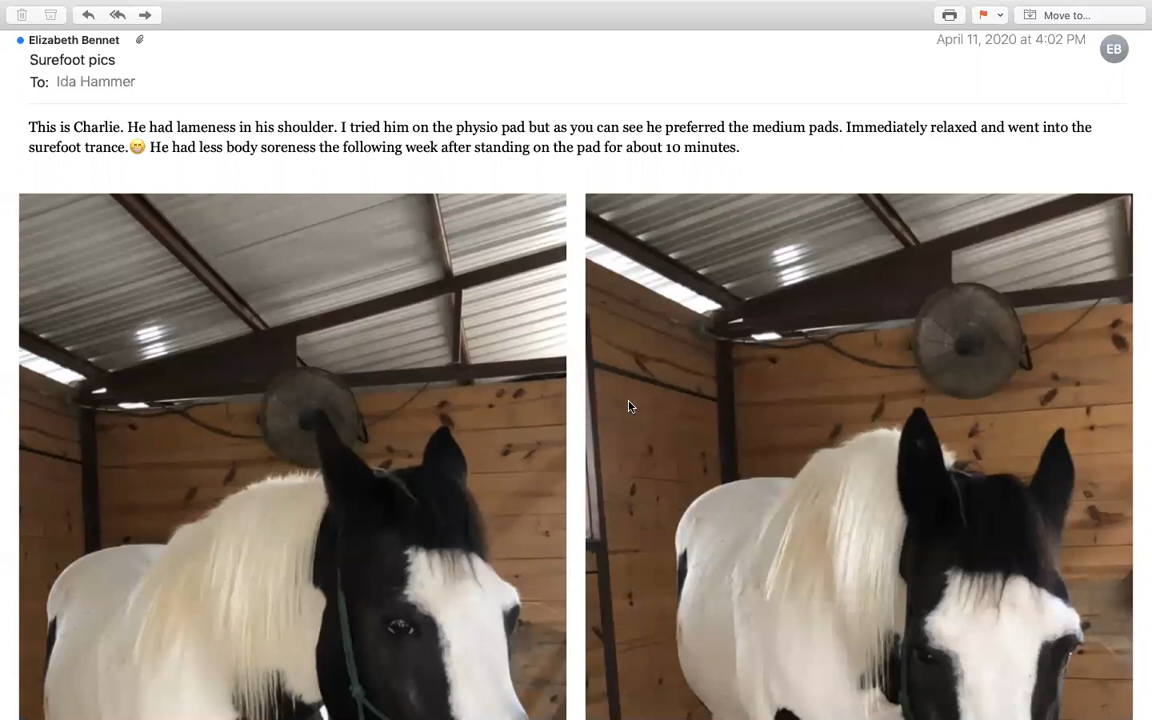 Move to...
Elizabeth Bennet
April 11, 2020 at 4:02 PM
EB
Surefoot pics
To: Ida Hammer
This is Charlie. He had lameness in his shoulder. I tried him on the physio pad but as you can see he preferred the medium pads. Immediately relaxed and went into the
surefoot trance.😁 He had less body soreness the following week after standing on the pad for about 10 minutes.